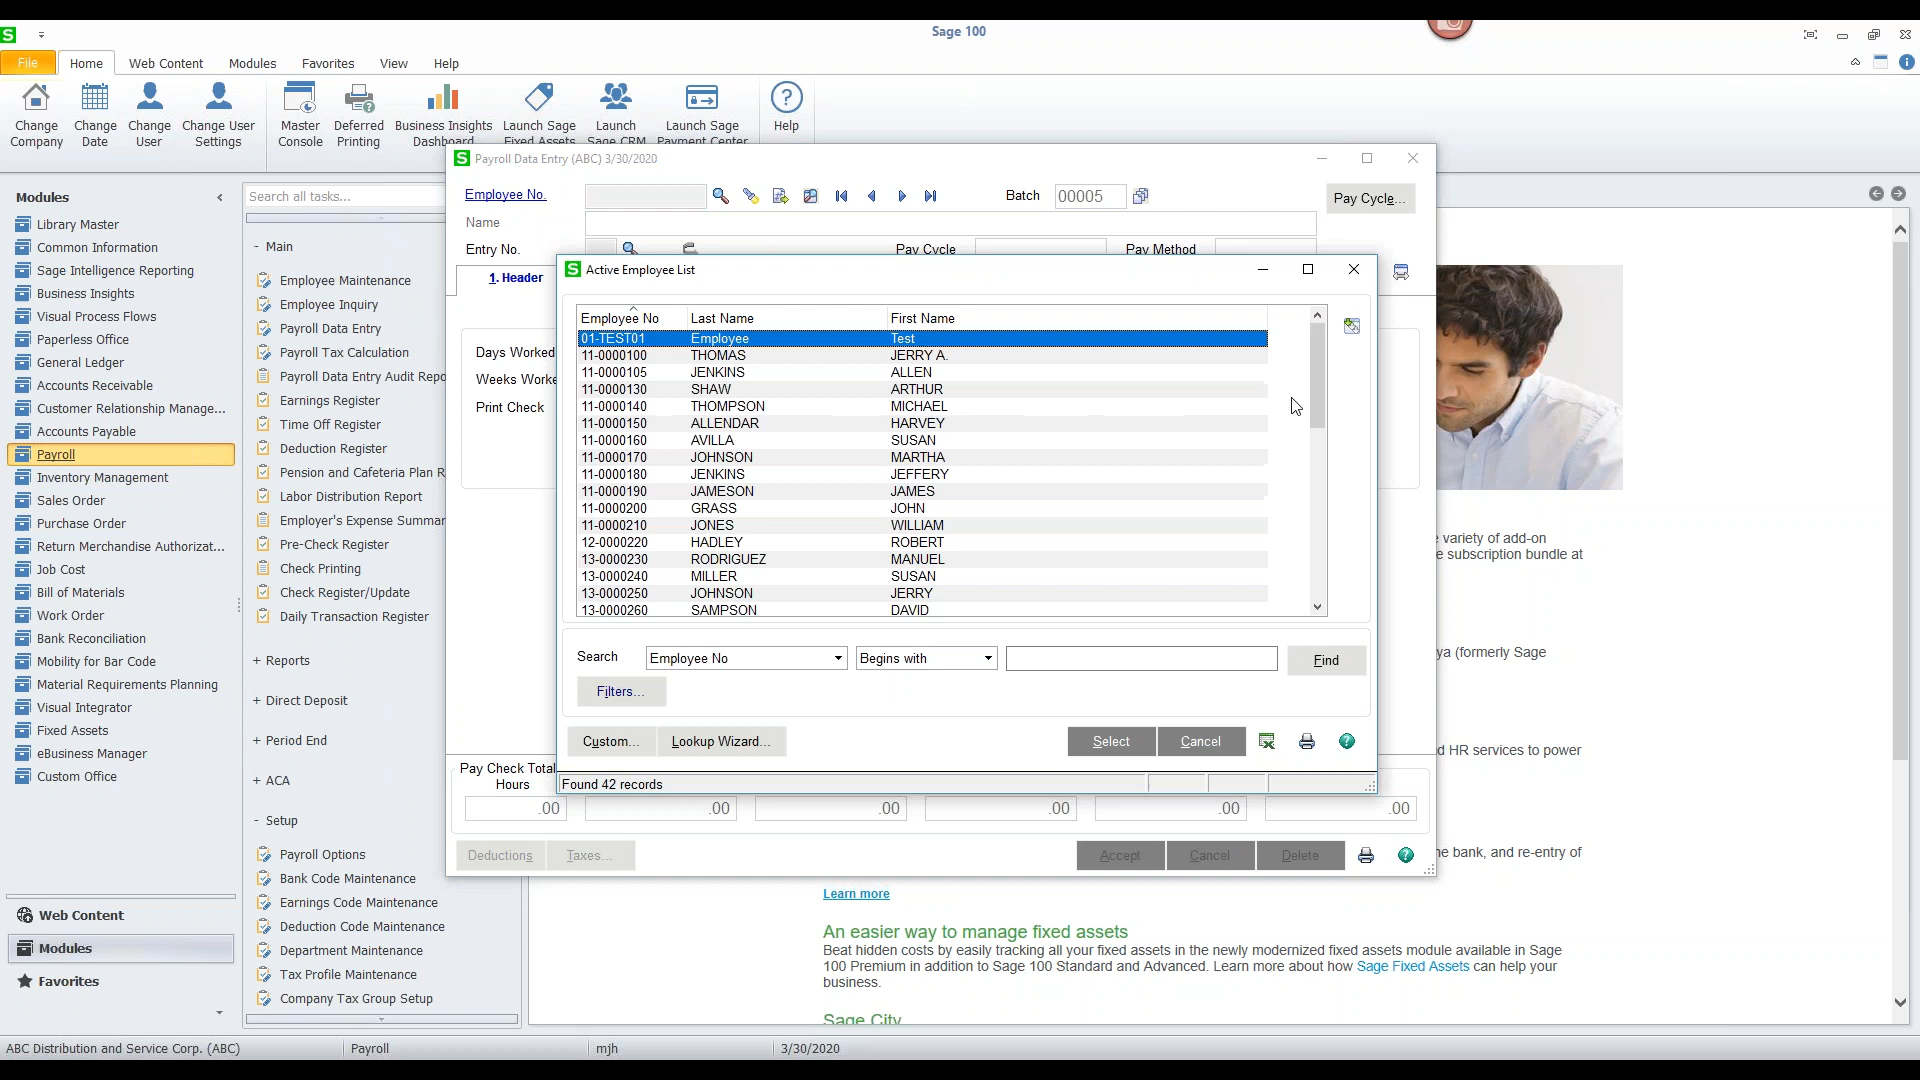 Sage 100
File Home Web Content Modules Favorites View Help
Change Company
Change Date
Change User
Change User Settings
Master Console
Deferred Printing
Business Insights Dashboard
Launch Sage Fixed Assets
Launch Sage CRM
Launch Sage Payment Center
Help
Modules
Library Master
Common Information
Sage Intelligence Reporting
Business Insights
Visual Process Flows
Paperless Office
General Ledger
Accounts Receivable
Customer Relationship Manage...
Accounts Payable
Payroll
Inventory Management
Sales Order
Purchase Order
Return Merchandise Authorizat...
Job Cost
Bill of Materials
Work Order
Bank Reconciliation
Mobility for Bar Code
Material Requirements Planning
Visual Integrator
Fixed Assets
eBusiness Manager
Custom Office
Web Content
Modules
Favorites
Search all tasks...
- Main
Employee Maintenance
Employee Inquiry
Payroll Data Entry
Payroll Tax Calculation
Payroll Data Entry Audit Repo
Earnings Register
Time Off Register
Deduction Register
Pension and Cafeteria Plan R
Labor Distribution Report
Employer's Expense Summar
Pre-Check Register
Check Printing
Check Register/Update
Daily Transaction Register
+ Reports
+ Direct Deposit
+ Period End
+ ACA
- Setup
Payroll Options
Bank Code Maintenance
Earnings Code Maintenance
Deduction Code Maintenance
Department Maintenance
Tax Profile Maintenance
Company Tax Group Setup
S Payroll Data Entry (ABC) 3/30/2020
Employee No. Batch 00005 Pay Cycle...
Name
Entry No. Pay Cycle Pay Method
1. Header
Days Worked
Weeks Worke
Print Check
S Active Employee List
Employee No Last Name First Name
01-TEST01 Employee Test
11-0000100 THOMAS JERRY A.
11-0000105 JENKINS ALLEN
11-0000130 SHAW ARTHUR
11-0000140 THOMPSON MICHAEL
11-0000150 ALLENDAR HARVEY
11-0000160 AVILLA SUSAN
11-0000170 JOHNSON MARTHA
11-0000180 JENKINS JEFFERY
11-0000190 JAMESON JAMES
11-0000200 GRASS JOHN
11-0000210 JONES WILLIAM
12-0000220 HADLEY ROBERT
13-0000230 RODRIGUEZ MANUEL
13-0000240 MILLER SUSAN
13-0000250 JOHNSON JERRY
13-0000260 SAMPSON DAVID
Search Employee No Begins with Find
Filters...
Custom... Lookup Wizard... Select Cancel
Found 42 records
Pay Check Total
Hours
.00 .00 .00 .00 .00 .00
Deductions Taxes... Accept Cancel Delete
variety of add-on
e subscription bundle at
ya (formerly Sage
d HR services to power
he bank, and re-entry of
Learn more
An easier way to manage fixed assets
Beat hidden costs by easily tracking all your fixed assets in the newly modernized fixed assets module available in Sage
100 Premium in addition to Sage 100 Standard and Advanced. Learn more about how Sage Fixed Assets can help your
business.
Sage City
ABC Distribution and Service Corp. (ABC) Payroll mjh 3/30/2020